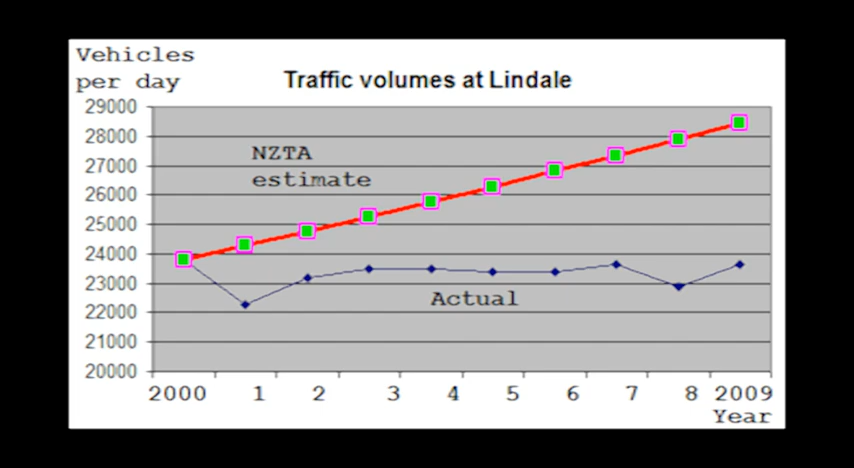 Vehicles
per day
Traffic volumes at Lindale
29000
28000
27000
26000
25000
24000
23000
22000
21000
20000
NZTA
estimate
Actual
2000 1 2 3 4 5 6 7 8 2009
Year